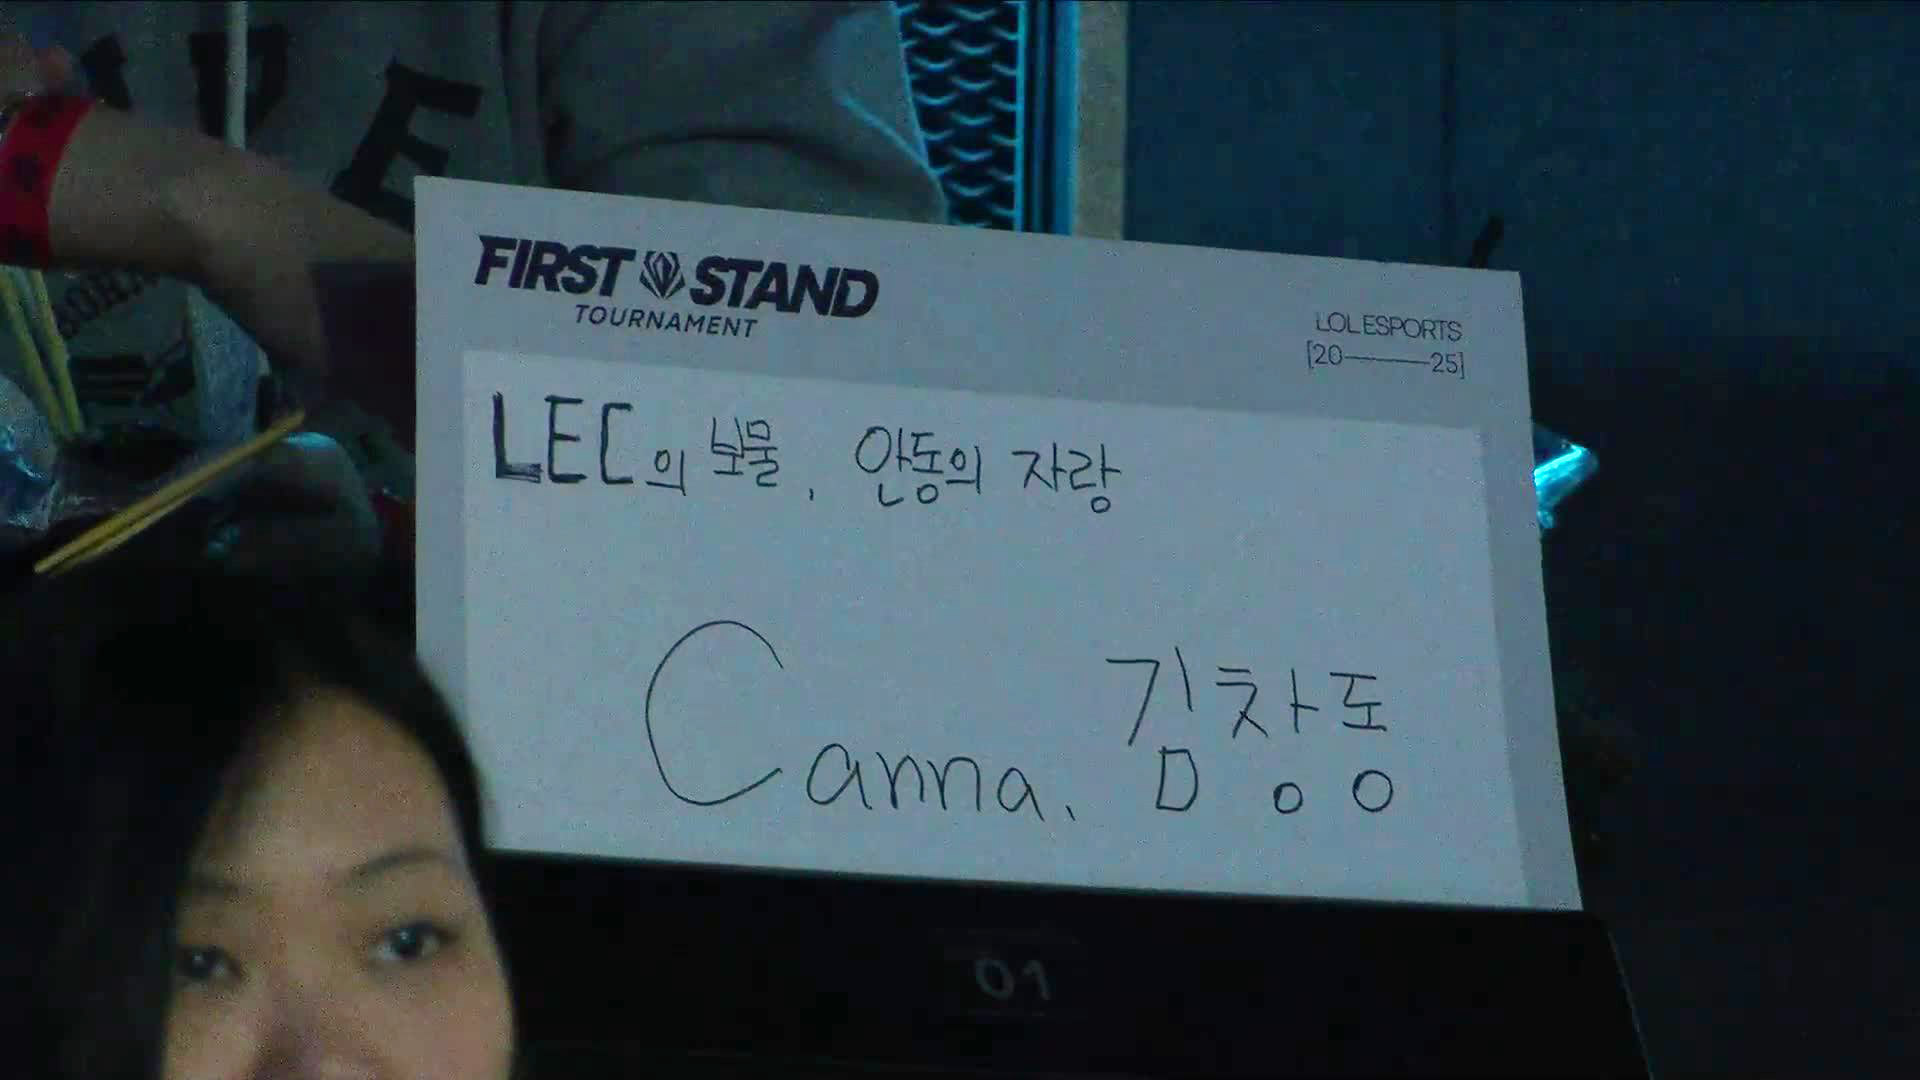 FIRST STAND
TOURNAMENT
LOL ESPORTS
[20———25]
LEC의 보물, 안동의 자랑
Canna, 김창동
01